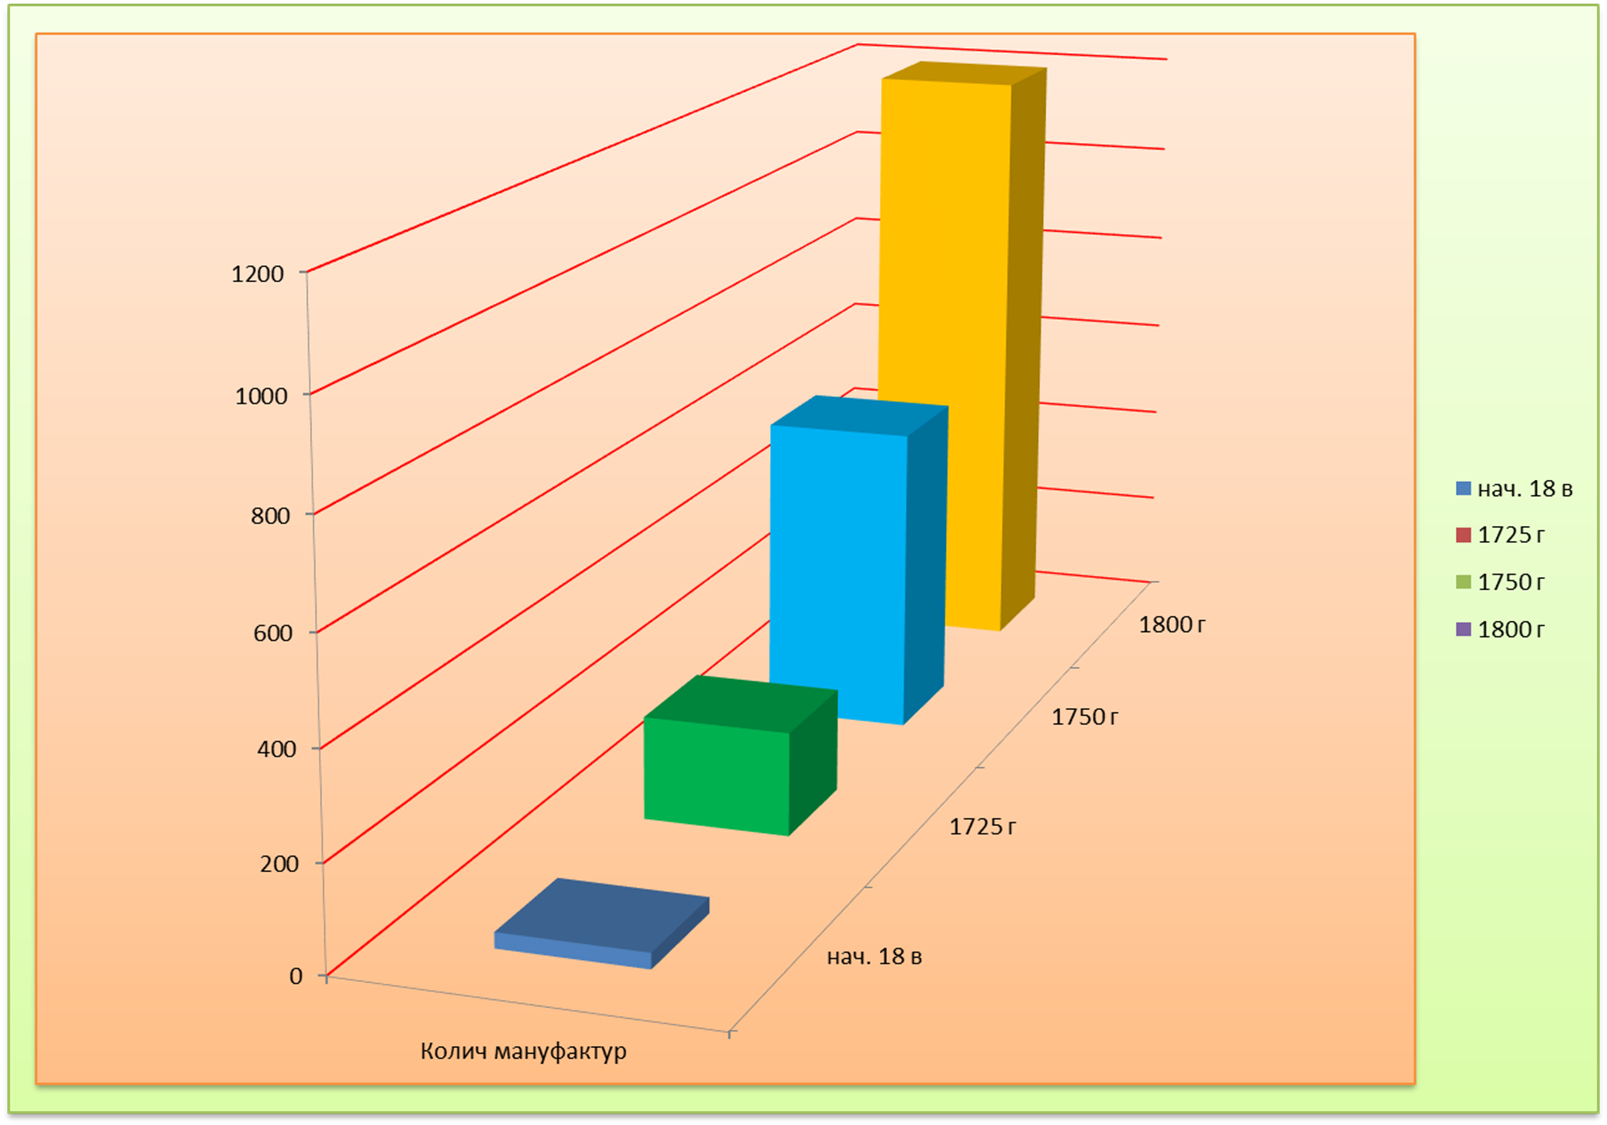 1200
1000
800
600
400
200
0
Колич мануфактур
нач. 18 в
1725 г
1750 г
1800 г
нач. 18 в
1725 г
1750 г
1800 г